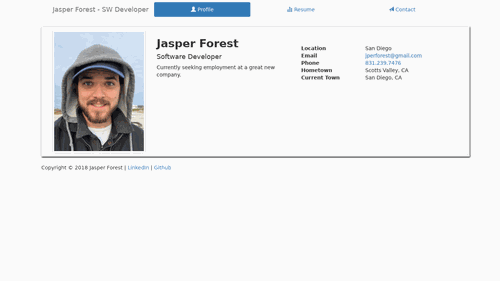 Jasper Forest - SW Developer Profile Resume Contact
Jasper Forest
Software Developer
Currently seeking employment at a great new
company.
Location San Diego
Email jperforest@gmail.com
Phone 831.239.7476
Hometown Scotts Valley, CA
Current Town San Diego, CA
Copyright © 2018 Jasper Forest | LinkedIn | Github